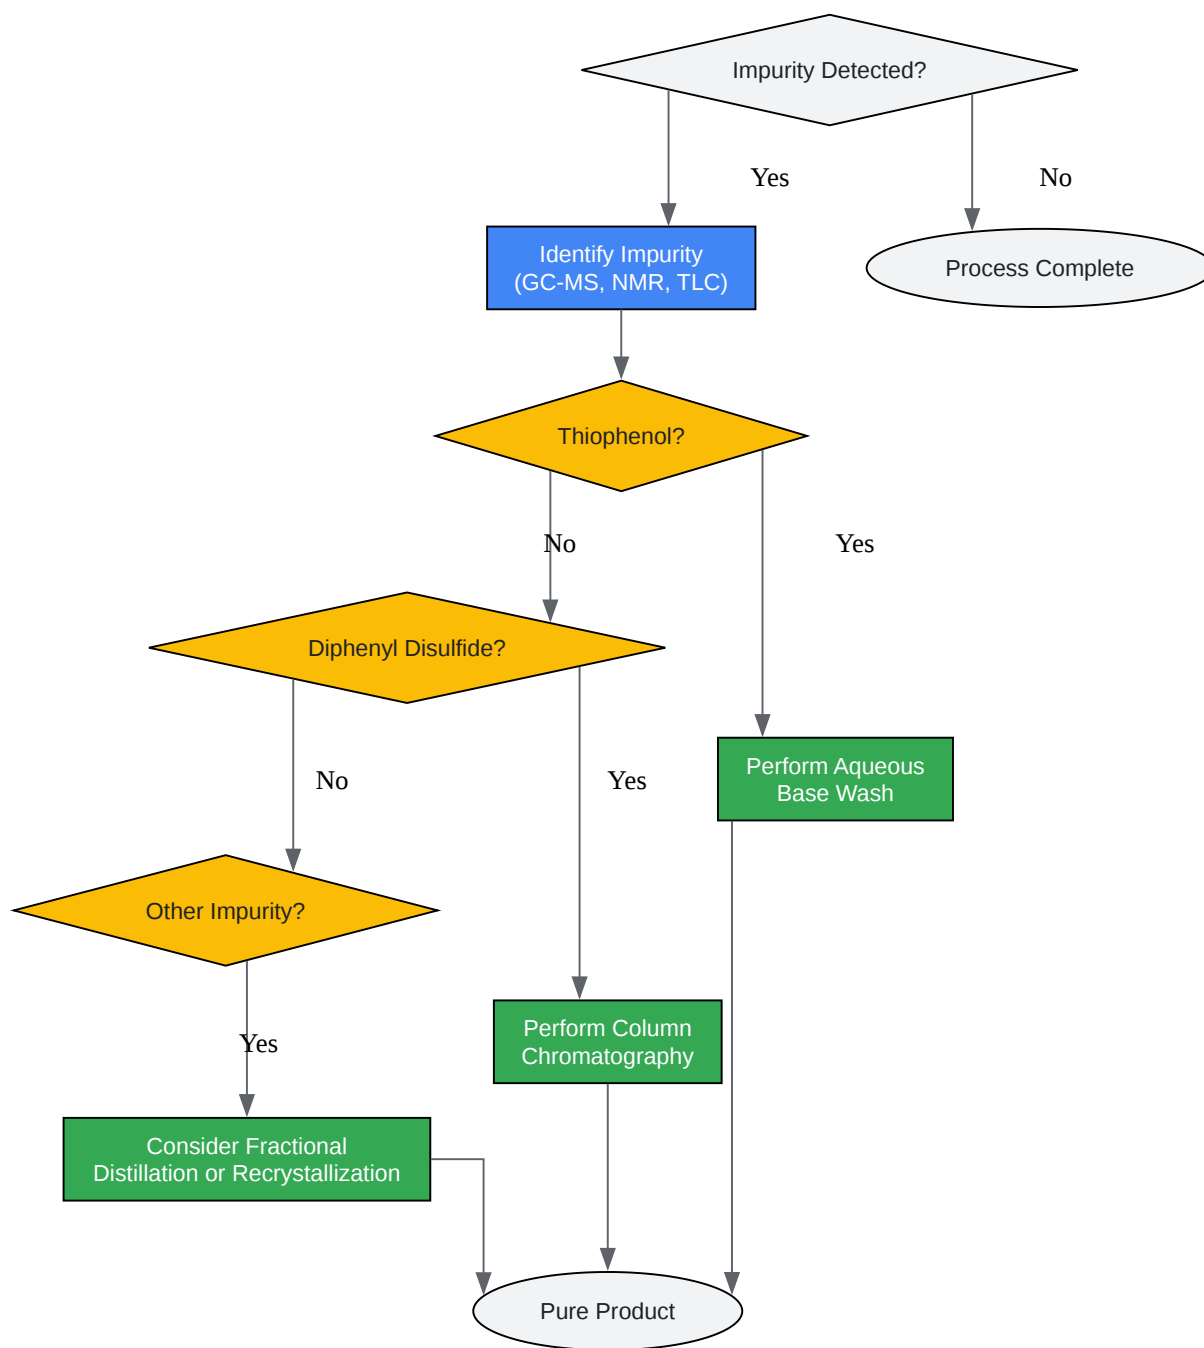 Impurity Detected?
Yes
No
Identify Impurity
(GC-MS, NMR, TLC)
Process Complete
Thiophenol?
No
Yes
Diphenyl Disulfide?
No
Yes
Perform Aqueous
Base Wash
Other Impurity?
Yes
Perform Column
Chromatography
Consider Fractional
Distillation or Recrystallization
Pure Product